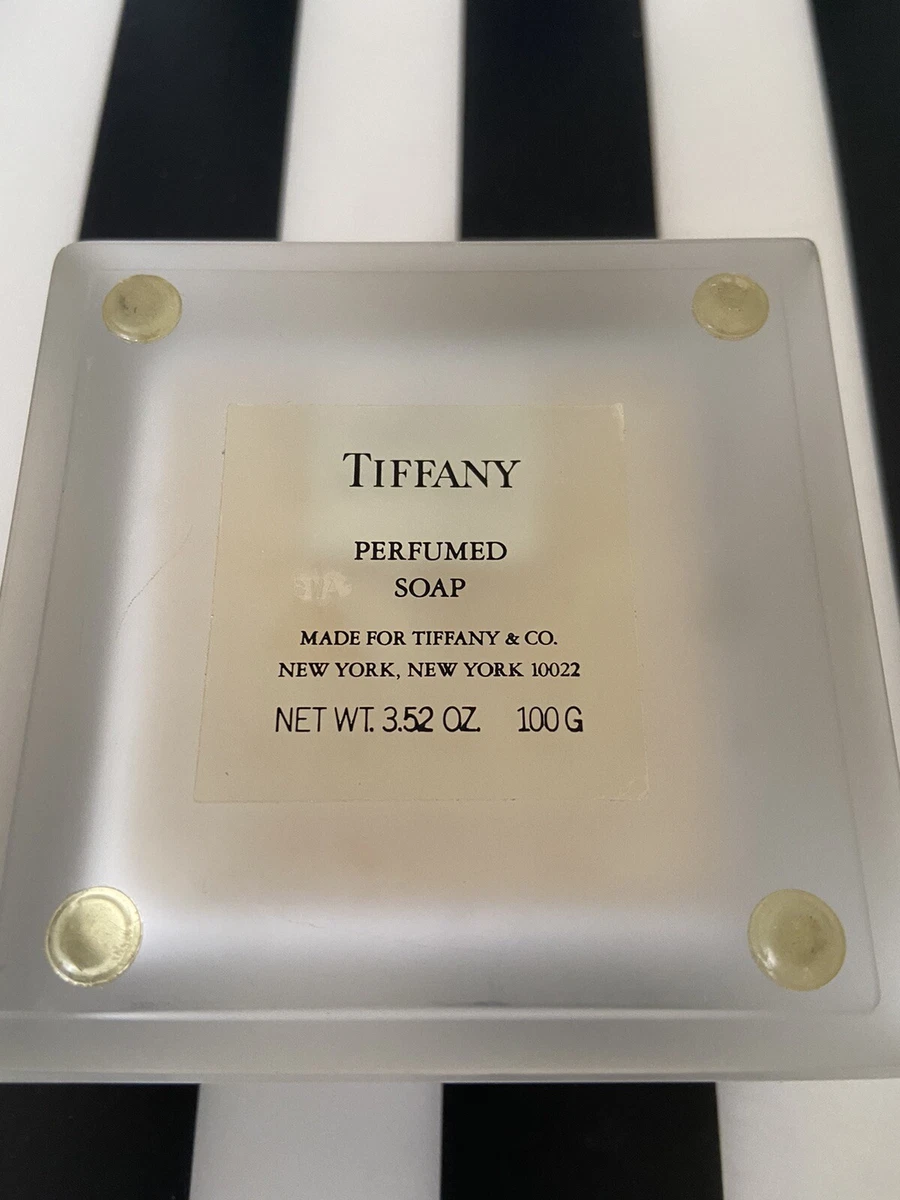 TIFFANY
PERFUMED
SOAP
MADE FOR TIFFANY & CO.
NEW YORK, NEW YORK 10022
NET WT. 3.52 OZ. 100 G